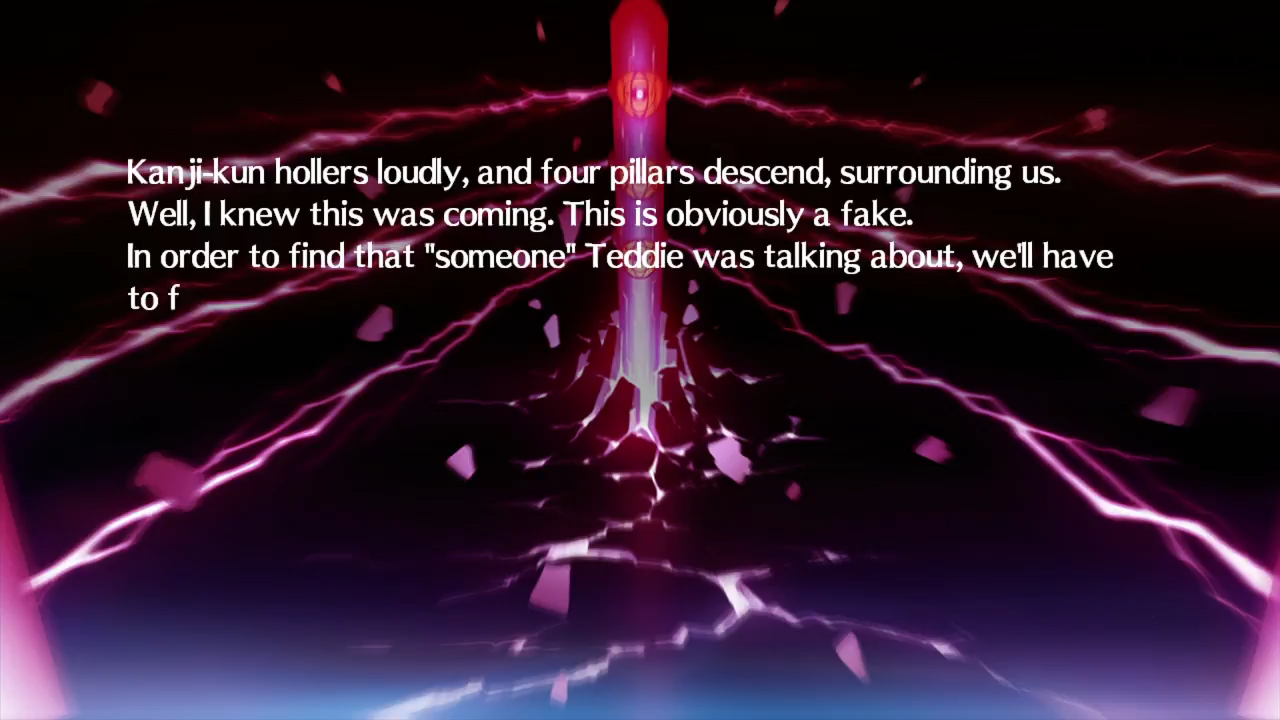 Kanji-kun hollers loudly, and four pillars descend, surrounding us.
Well, I knew this was coming. This is obviously a fake.
In order to find that "someone" Teddie was talking about, we'll have
to f